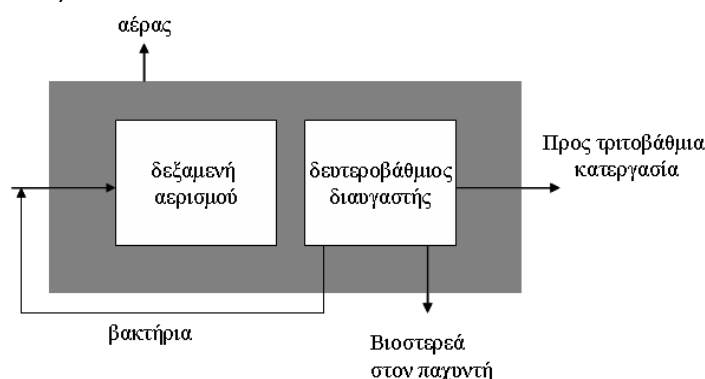 αέρας
δεξαμενή
αερισμού
δευτεροβάθμιος
διαυγαστής
Προς τριτοβάθμια
κατεργασία
βακτήρια
Βιοστερεά
στον παχυντή